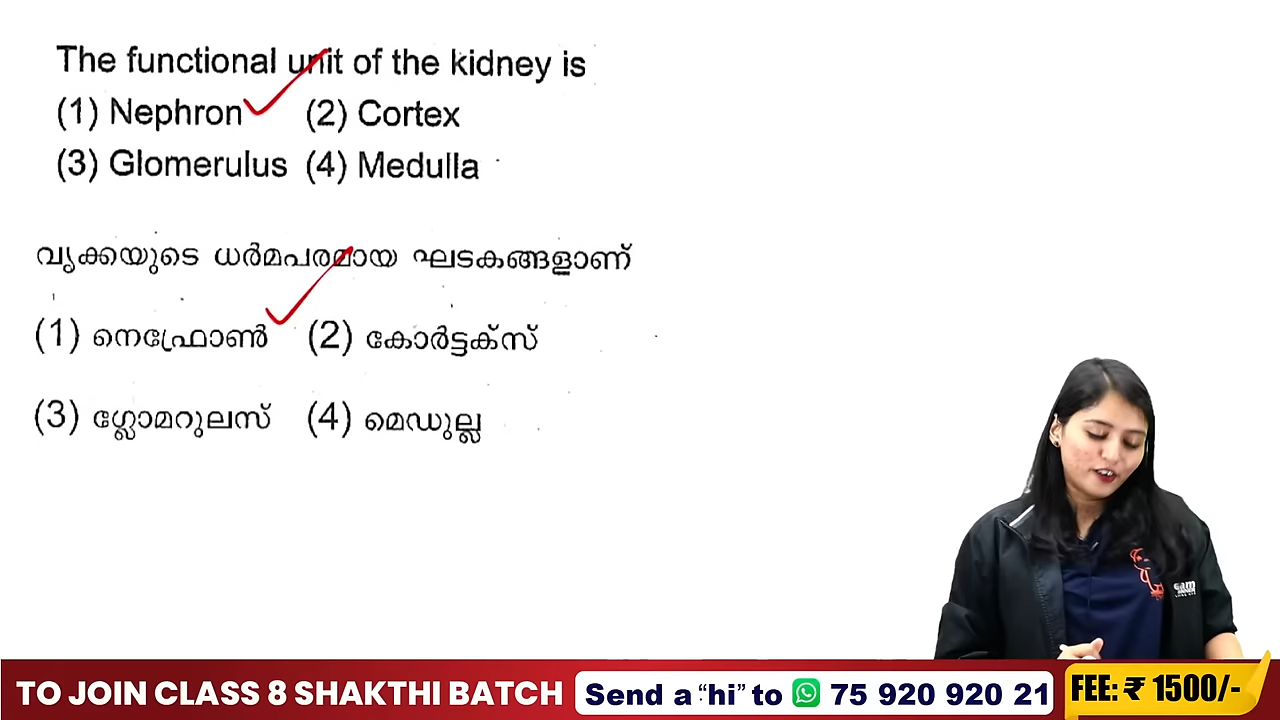 The functional unit of the kidney is
(1) Nephron (2) Cortex
(3) Glomerulus (4) Medulla
വൃക്കയുടെ ധർമപരമായ ഘടകങ്ങളാണ്
(1) നെഫ്രോൺ (2) കോർട്ടക്സ്
(3) ഗ്ലോമറുലസ് (4) മെഡുല്ല
TO JOIN CLASS 8 SHAKTHI BATCH Send a “hi” to 75 920 920 21 FEE: ₹ 1500/-